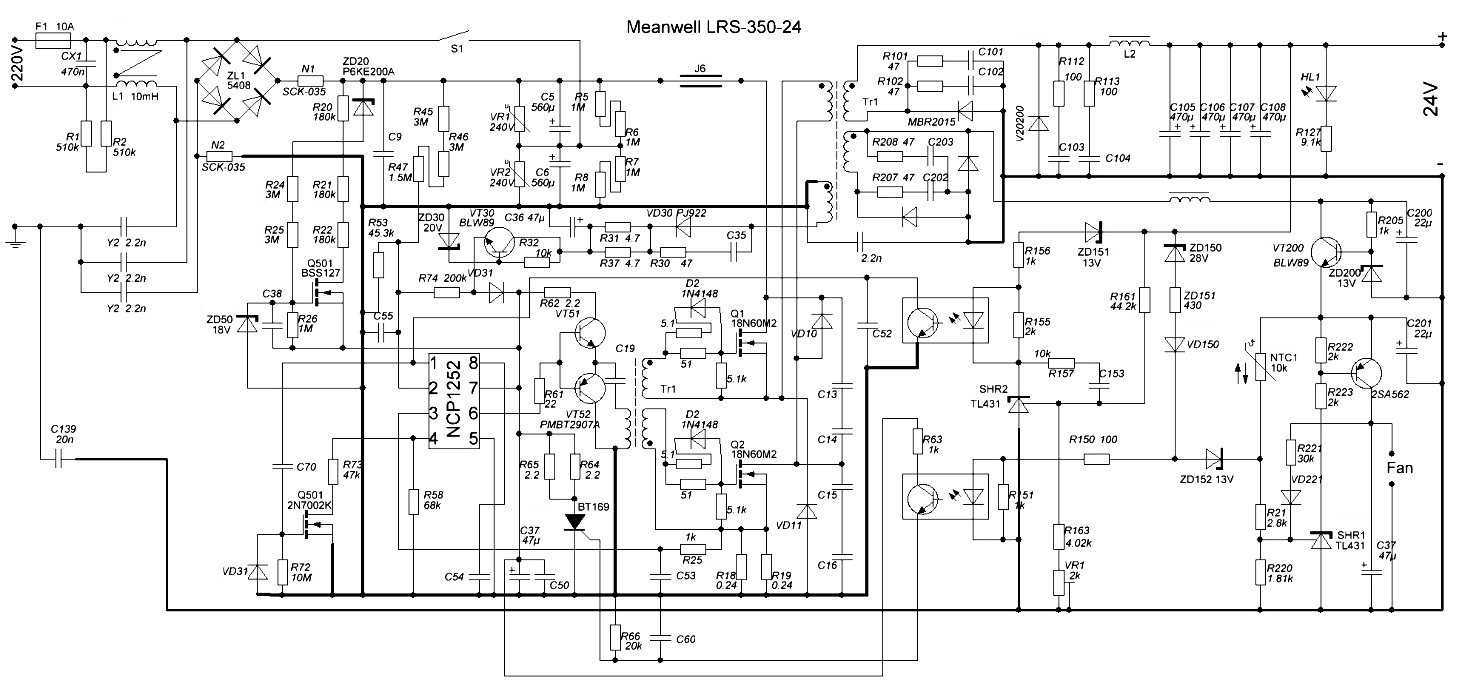 Meanwell LRS-350-24
F1 10A
220V
CX1
470n
L1 10mH
R1
510k
R2
510k
ZL1
5408
N1
SCK-035
N2
SCK-035
ZD20
P6KE200A
S1
R20
180k
C9
R45
3M
R46
3M
R47
1.5M
VR1
240V
VR2
240V
C5
560µ
+
C6
560µ
+
R5
1M
R6
1M
R7
1M
R8
1M
J6
R101
47
R102
47
C101
C102
Tr1
MBR2015
R208 47
C203
R207 47
C202
V20200
R112
100
R113
100
C103
C104
L2
C105
470µ
+
C106
470µ
+
C107
470µ
+
C108
470µ
+
HL1
R127
9.1k
+
24V
-
Y2 2.2n
Y2 2.2n
Y2 2.2n
R24
3M
R21
180k
R25
3M
R22
180k
R53
45.3k
ZD30
20V
VT30
BLW89
C36 47µ
+
R32
10k
R31 4.7
R37 4.7
VD30 PJ922
R30 47
C35
2.2n
Q501
BSS127
C38
ZD50
18V
R26
1M
C55
R74 200k
VD31
R62 2.2
VT51
C19
R61
22
VT52
PMBT2907A
Tr1
D2
1N4148
5.1
51
5.1k
Q1
18N60M2
VD10
C52
D2
1N4148
5.1
51
5.1k
Q2
18N60M2
VD11
C13
C14
C15
C16
NCP1252
1
2
3
4
8
7
6
5
C139
20n
C70
R73
47k
Q501
2N7002K
VD31
R72
10M
R58
68k
R65
2.2
R64
2.2
BT169
C37
47µ
+
C54
C50
C53
1k
R25
R18
0.24
R19
0.24
R66
20k
C60
R63
1k
R156
1k
R155
2k
ZD151
13V
R161
44.2k
ZD150
28V
ZD151
430
VD150
10k
R157
C153
SHR2
TL431
R150 100
ZD152 13V
R151
1k
R163
4.02k
VR1
2k
VT200
BLW89
R205
1k
ZD200
13V
C200
22µ
+
C201
22µ
+
NTC1
10k
R222
2k
R223
2k
2SA562
R221
30k
VD221
Fan
R21
2.8k
R220
1.81k
SHR1
TL431
C37
47µ
+